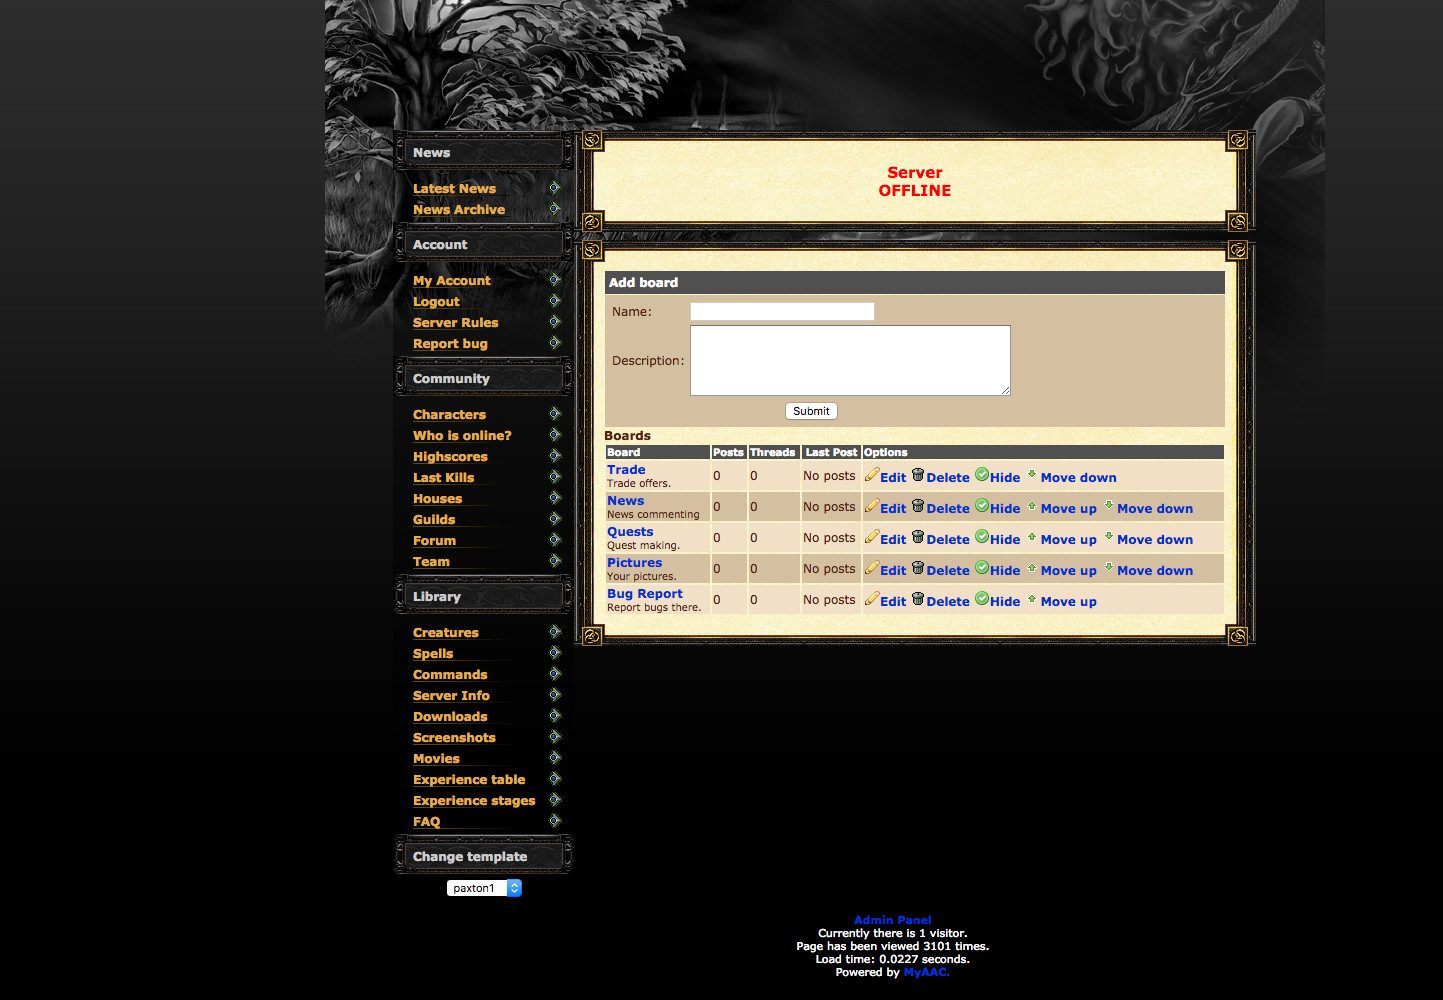 News
Latest News
News Archive
Account
My Account
Logout
Server Rules
Report bug
Community
Characters
Who is online?
Highscores
Last Kills
Houses
Guilds
Forum
Team
Library
Creatures
Spells
Commands
Server Info
Downloads
Screenshots
Movies
Experience table
Experience stages
FAQ
Change template
paxton1
Server
OFFLINE
Add board
Name:
Description:
Submit
Boards
Board Posts Threads Last Post Options
Trade
Trade offers.
0 0 No posts Edit Delete Hide Move down
News
News commenting
0 0 No posts Edit Delete Hide Move up Move down
Quests
Quest making.
0 0 No posts Edit Delete Hide Move up Move down
Pictures
Your pictures.
0 0 No posts Edit Delete Hide Move up Move down
Bug Report
Report bugs there.
0 0 No posts Edit Delete Hide Move up
Admin Panel
Currently there is 1 visitor.
Page has been viewed 3101 times.
Load time: 0.0227 seconds.
Powered by MyAAC.